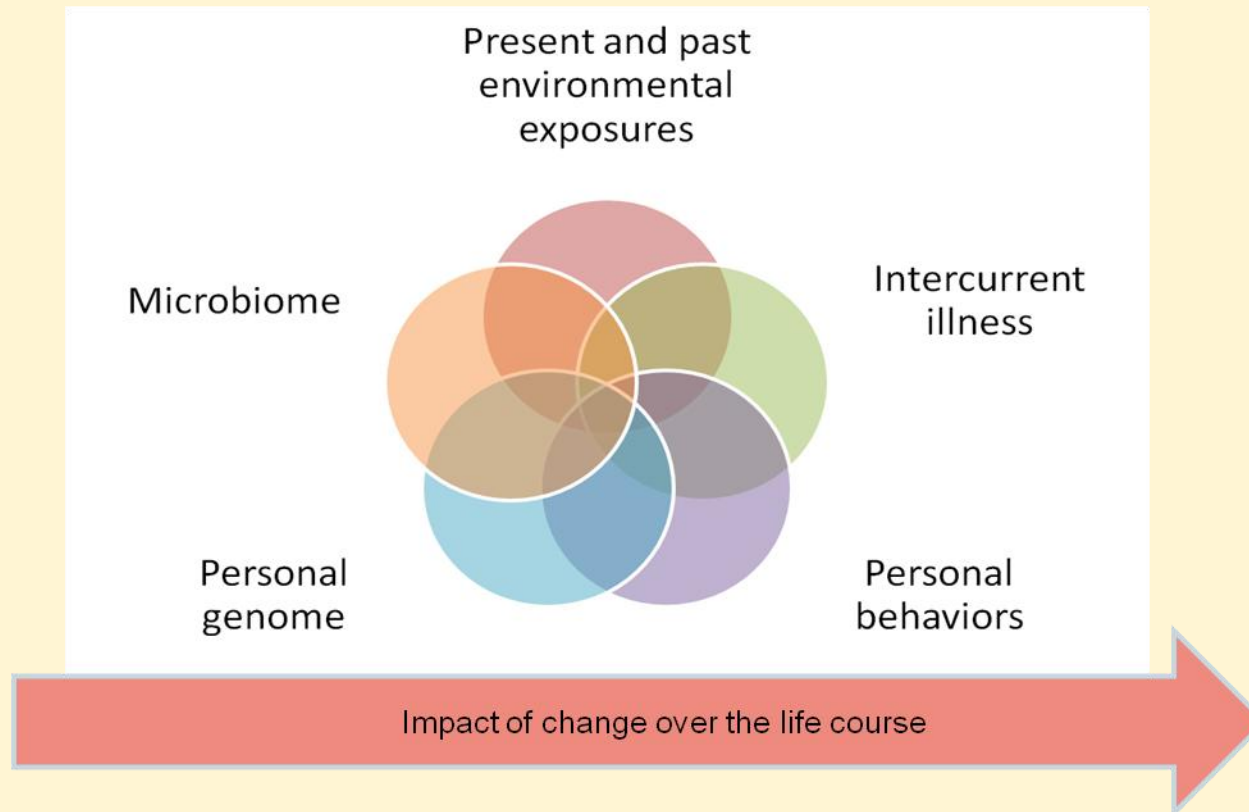 Present and past
environmental
exposures
Microbiome
Intercurrent
illness
Personal
genome
Personal
behaviors
Impact of change over the life course